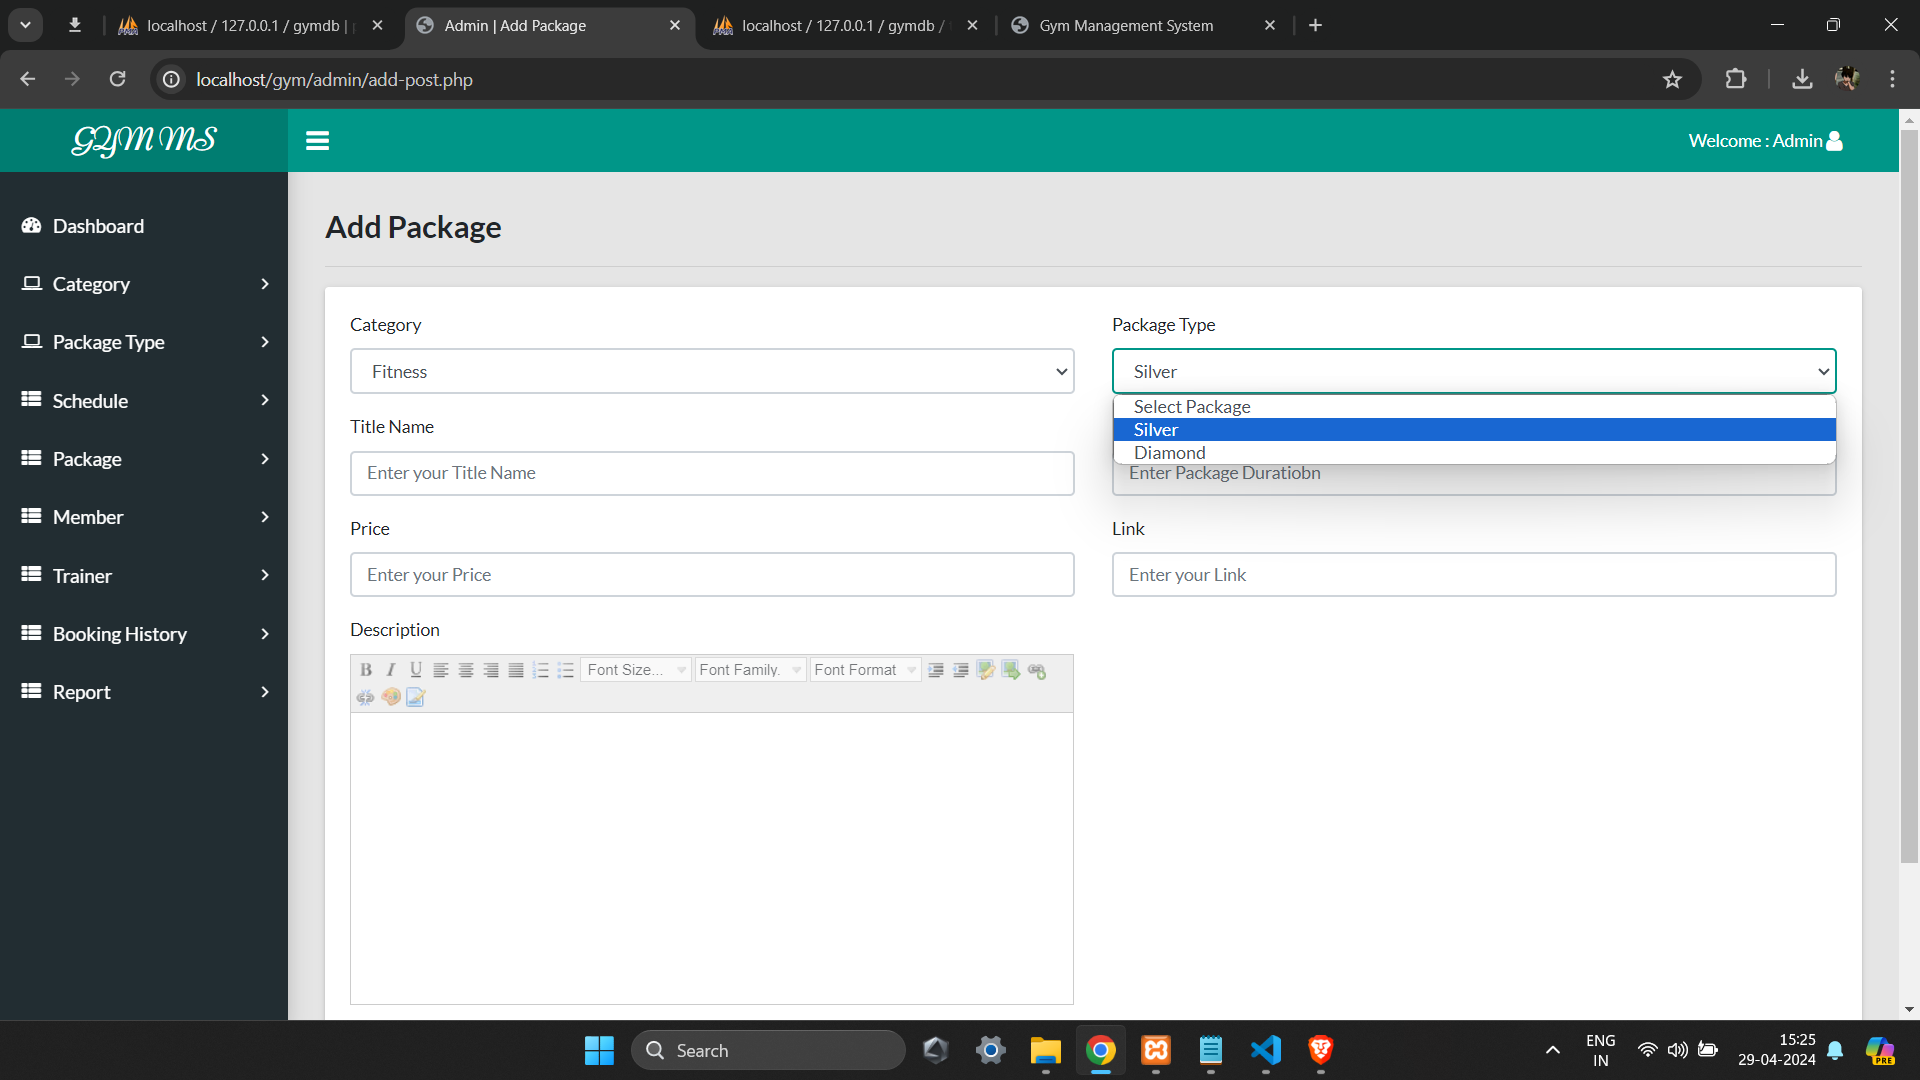 localhost / 127.0.0.1 / gymdb |
Admin | Add Package
localhost / 127.0.0.1 / gymdb /
Gym Management System
localhost/gym/admin/add-post.php
GYM MS
Welcome : Admin
Dashboard
Category
Package Type
Schedule
Package
Member
Trainer
Booking History
Report
Add Package
Category
Package Type
Fitness
Silver
Select Package
Silver
Diamond
Title Name
Enter your Title Name
Enter Package Duratiobn
Price
Link
Enter your Price
Enter your Link
Description
B I U
Font Size...
Font Family.
Font Format
Search
ENG
IN
15:25
29-04-2024
PRE